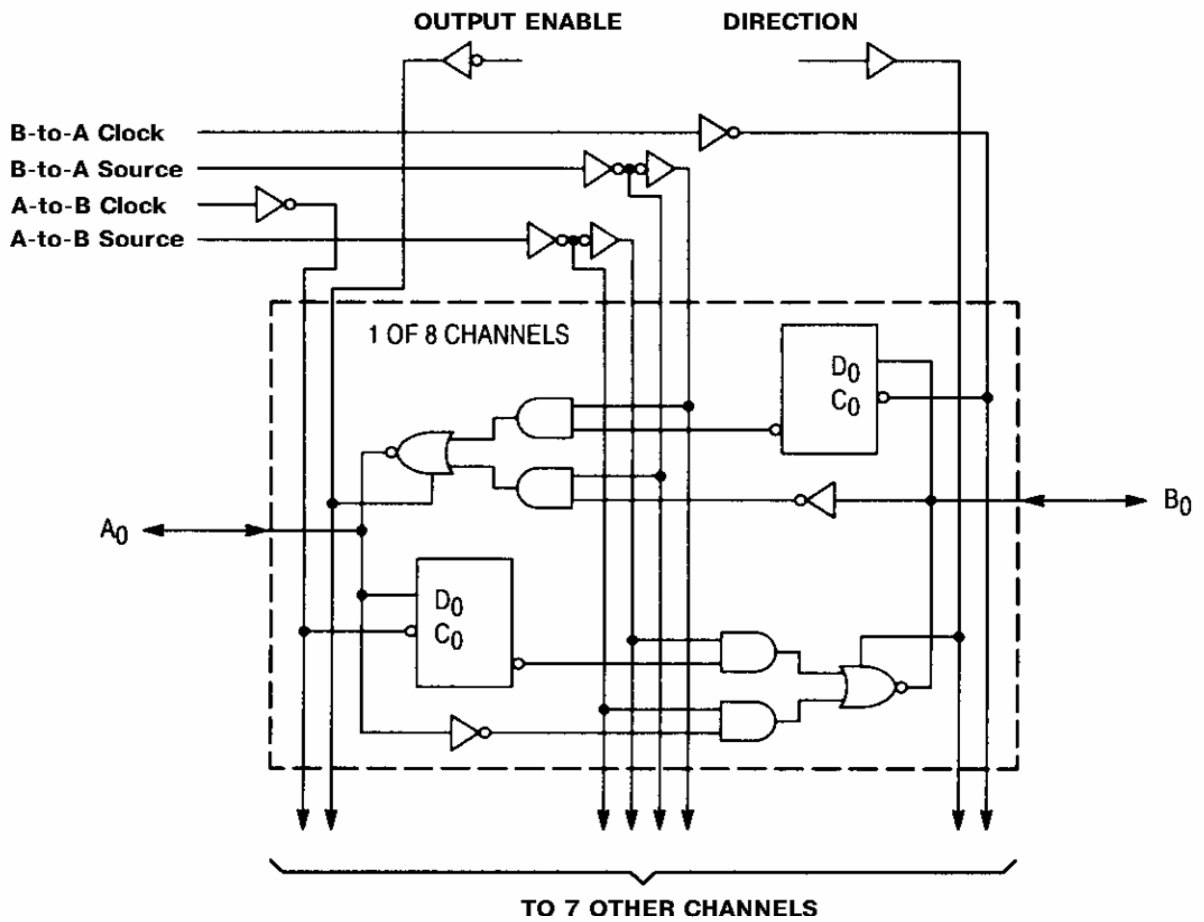 OUTPUT ENABLE
DIRECTION
B-to-A Clock
B-to-A Source
A-to-B Clock
A-to-B Source
1 OF 8 CHANNELS
D0
C0
A0
B0
D0
C0
TO 7 OTHER CHANNELS